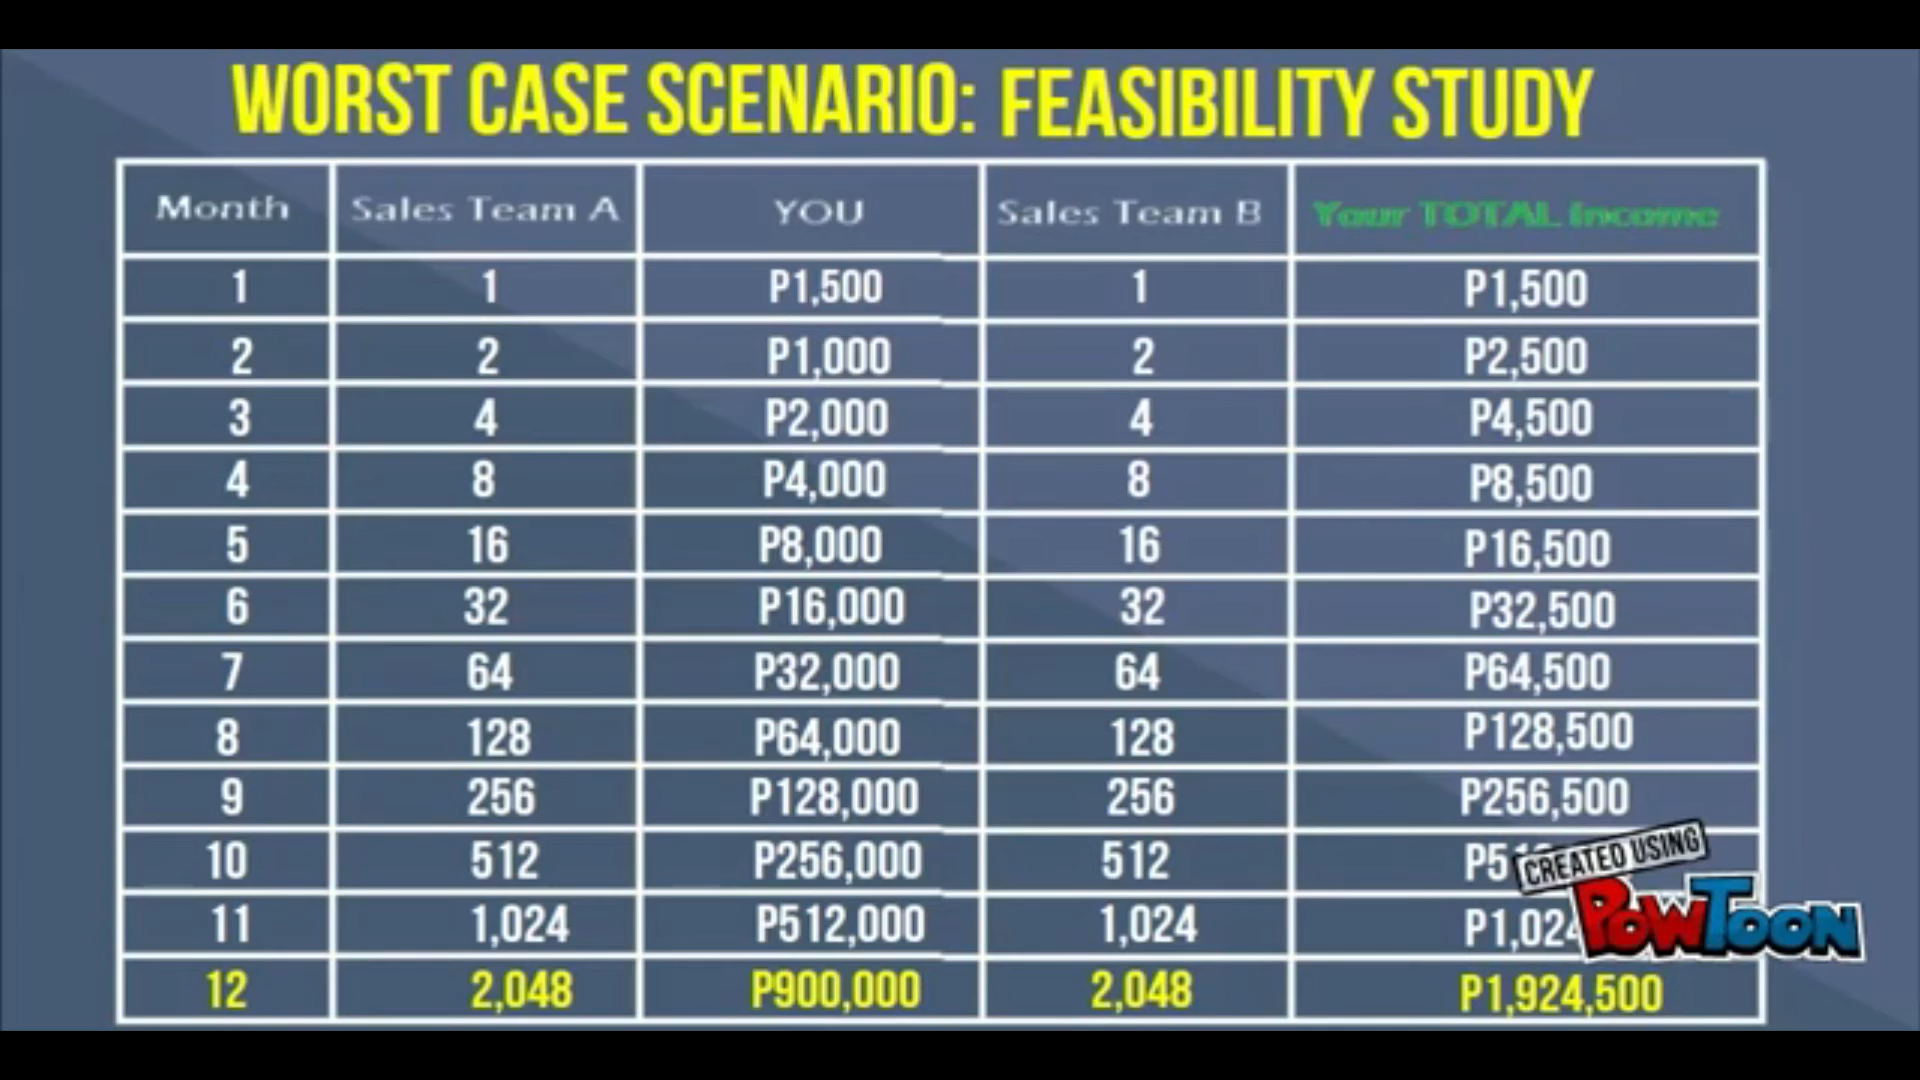 WORST CASE SCENARIO: FEASIBILITY STUDY
Month Sales Team A YOU Sales Team B Your TOTAL Income
1 1 P1,500 1 P1,500
2 2 P1,000 2 P2,500
3 4 P2,000 4 P4,500
4 8 P4,000 8 P8,500
5 16 P8,000 16 P16,500
6 32 P16,000 32 P32,500
7 64 P32,000 64 P64,500
8 128 P64,000 128 P128,500
9 256 P128,000 256 P256,500
10 512 P256,000 512
11 1,024 P512,000 1,024
12 2,048 P900,000 2,048 P1,924,500
CREATED USING
POWTOON